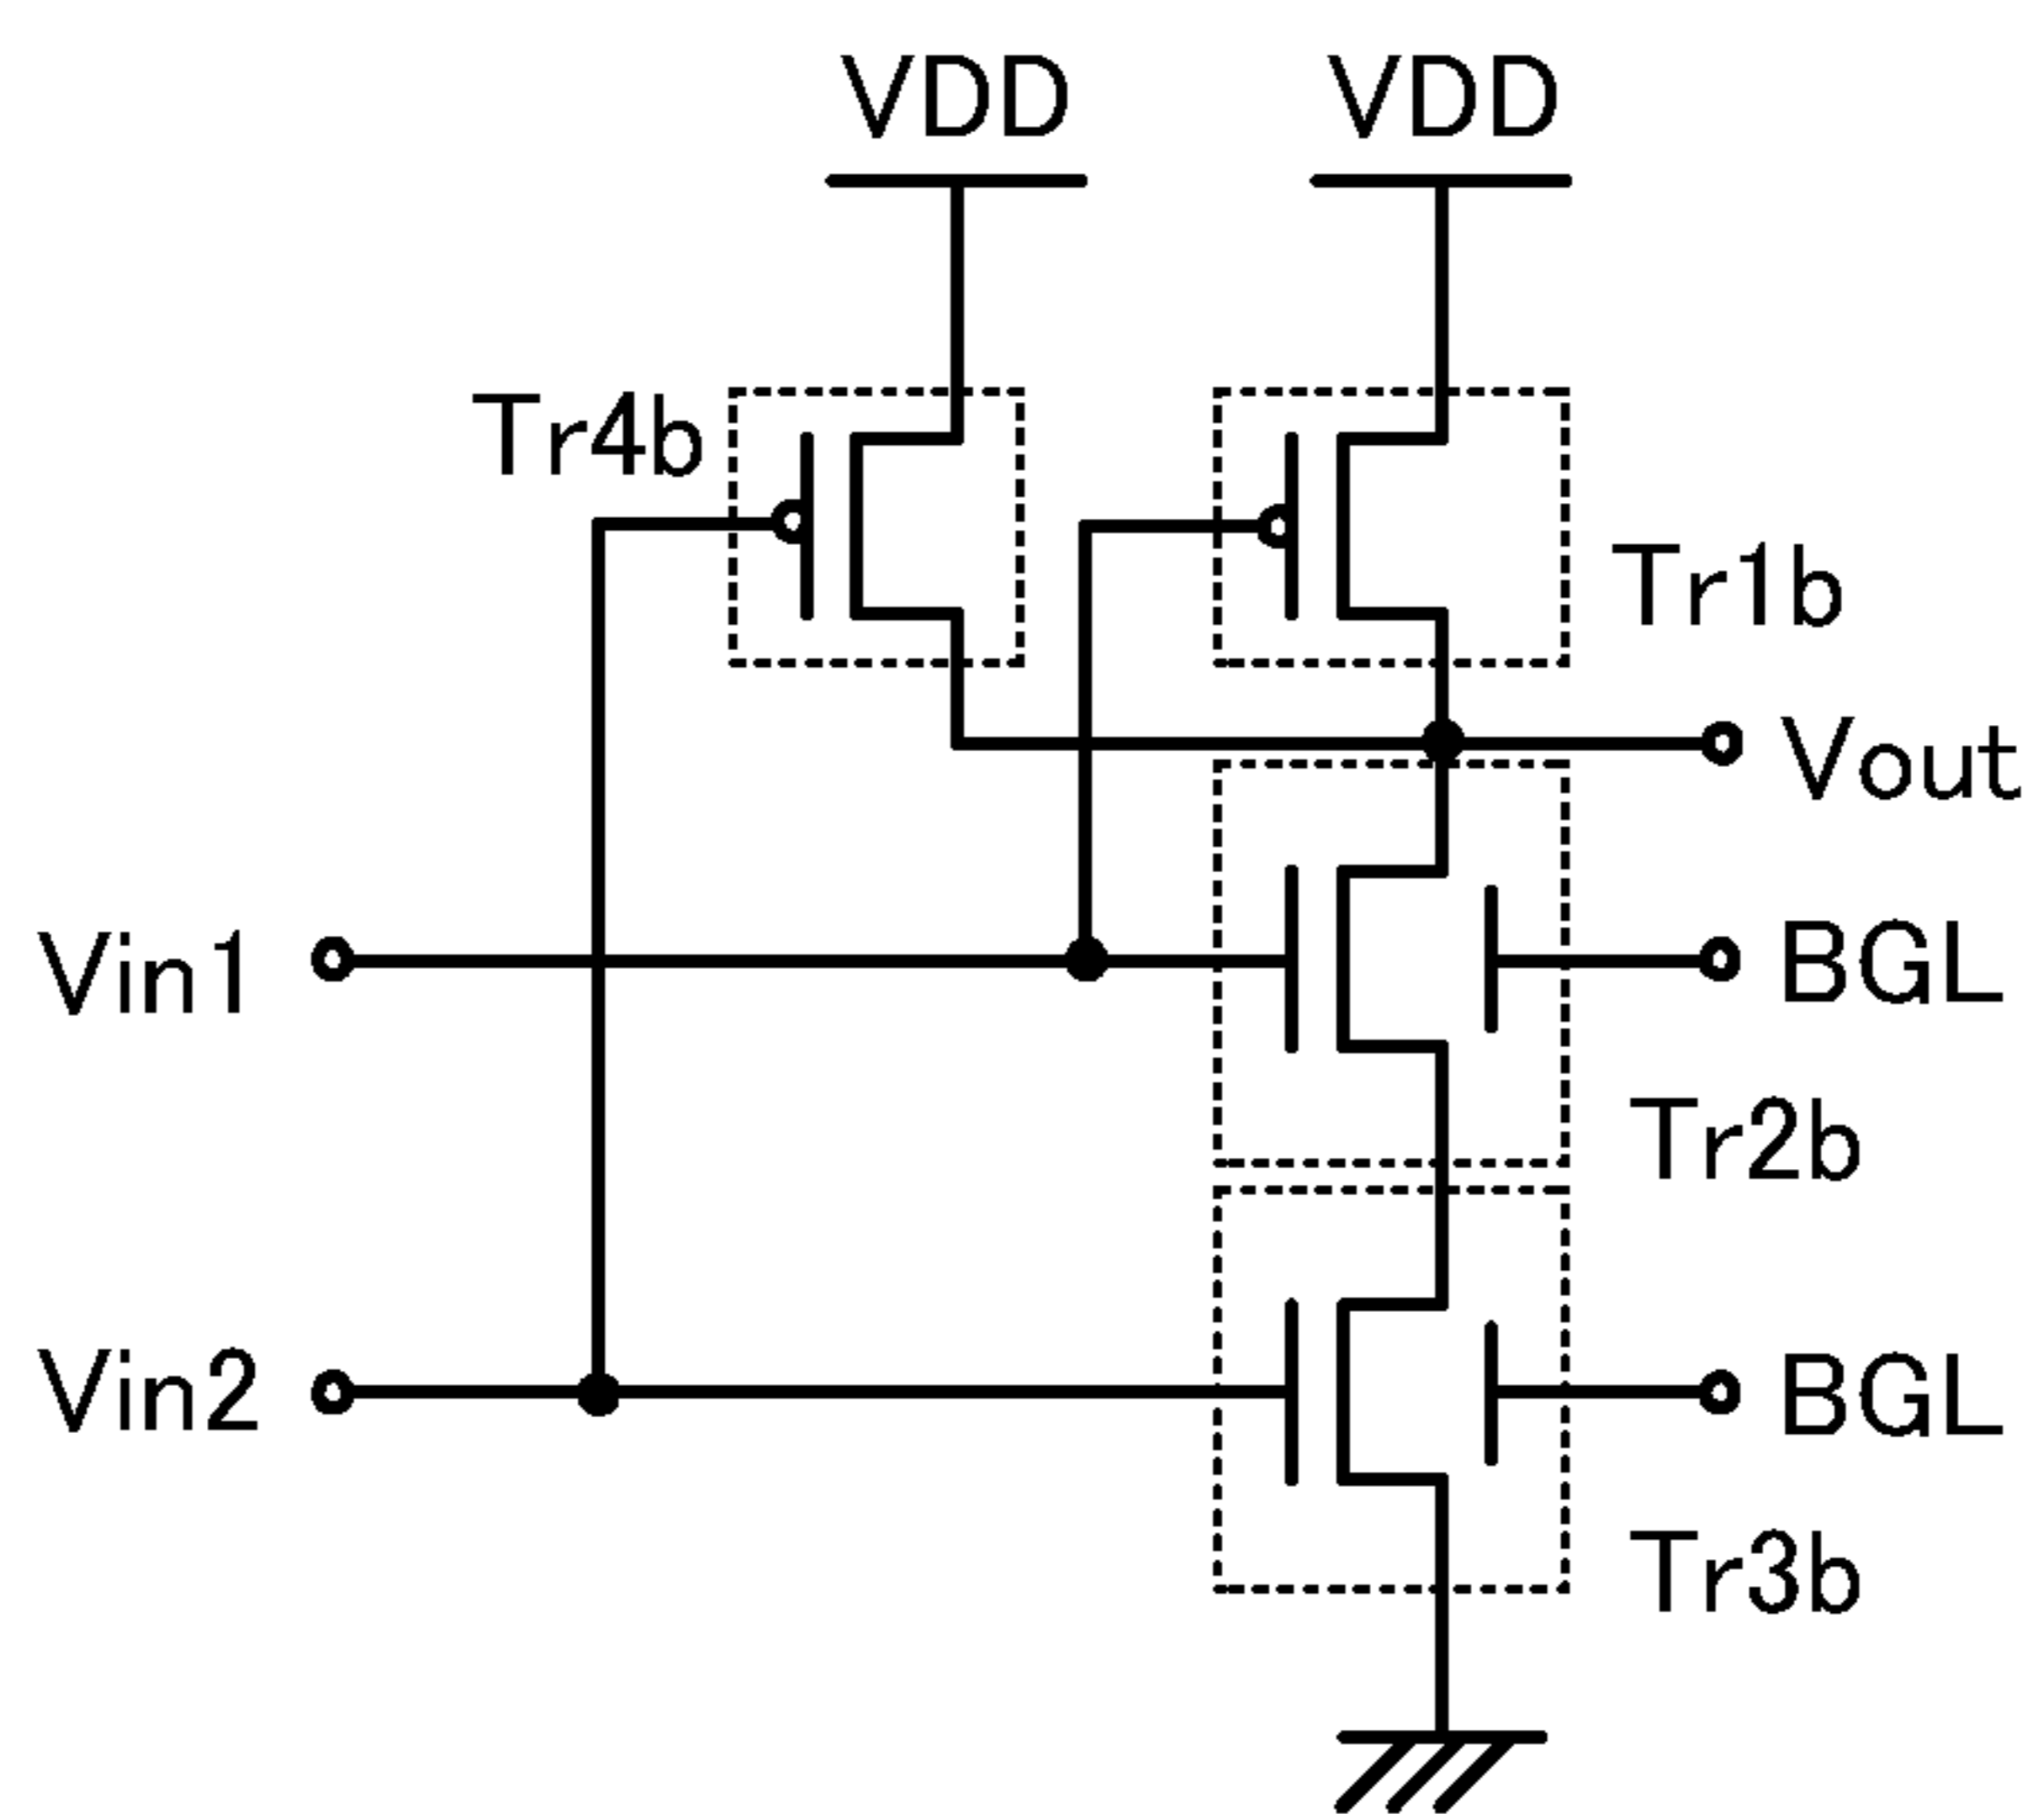 VDD VDD
Tr4b
Tr1b
Vout
Vin1 BGL
Tr2b
Vin2 BGL
Tr3b